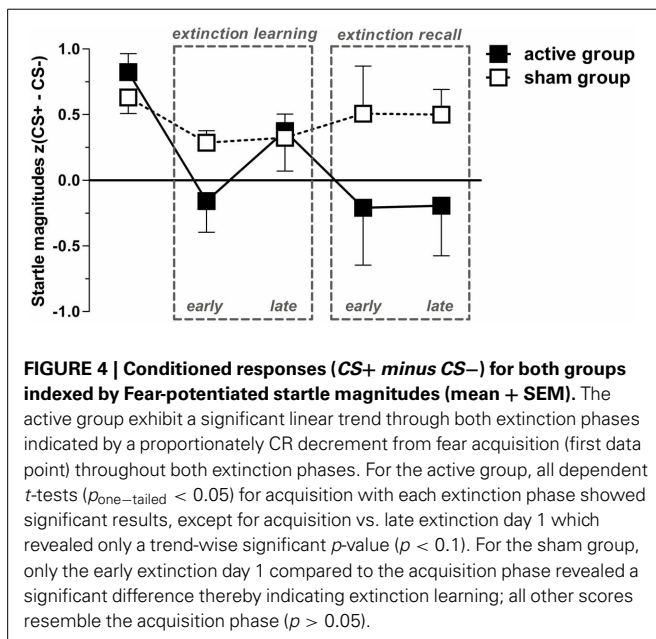 extinction learning
extinction recall
active group
sham group
Startle magnitudes z(CS+ - CS-)
1.0
0.5
0.0
-0.5
-1.0
early
late
early
late
FIGURE 4 | Conditioned responses (CS+ minus CS−) for both groups
indexed by Fear-potentiated startle magnitudes (mean + SEM). The
active group exhibit a significant linear trend through both extinction phases
indicated by a proportionately CR decrement from fear acquisition (first data
point) throughout both extinction phases. For the active group, all dependent
t-tests (pone−tailed < 0.05) for acquisition with each extinction phase showed
significant results, except for acquisition vs. late extinction day 1 which
revealed only a trend-wise significant p-value (p < 0.1). For the sham group,
only the early extinction day 1 compared to the acquisition phase revealed a
significant difference thereby indicating extinction learning; all other scores
resemble the acquisition phase (p > 0.05).